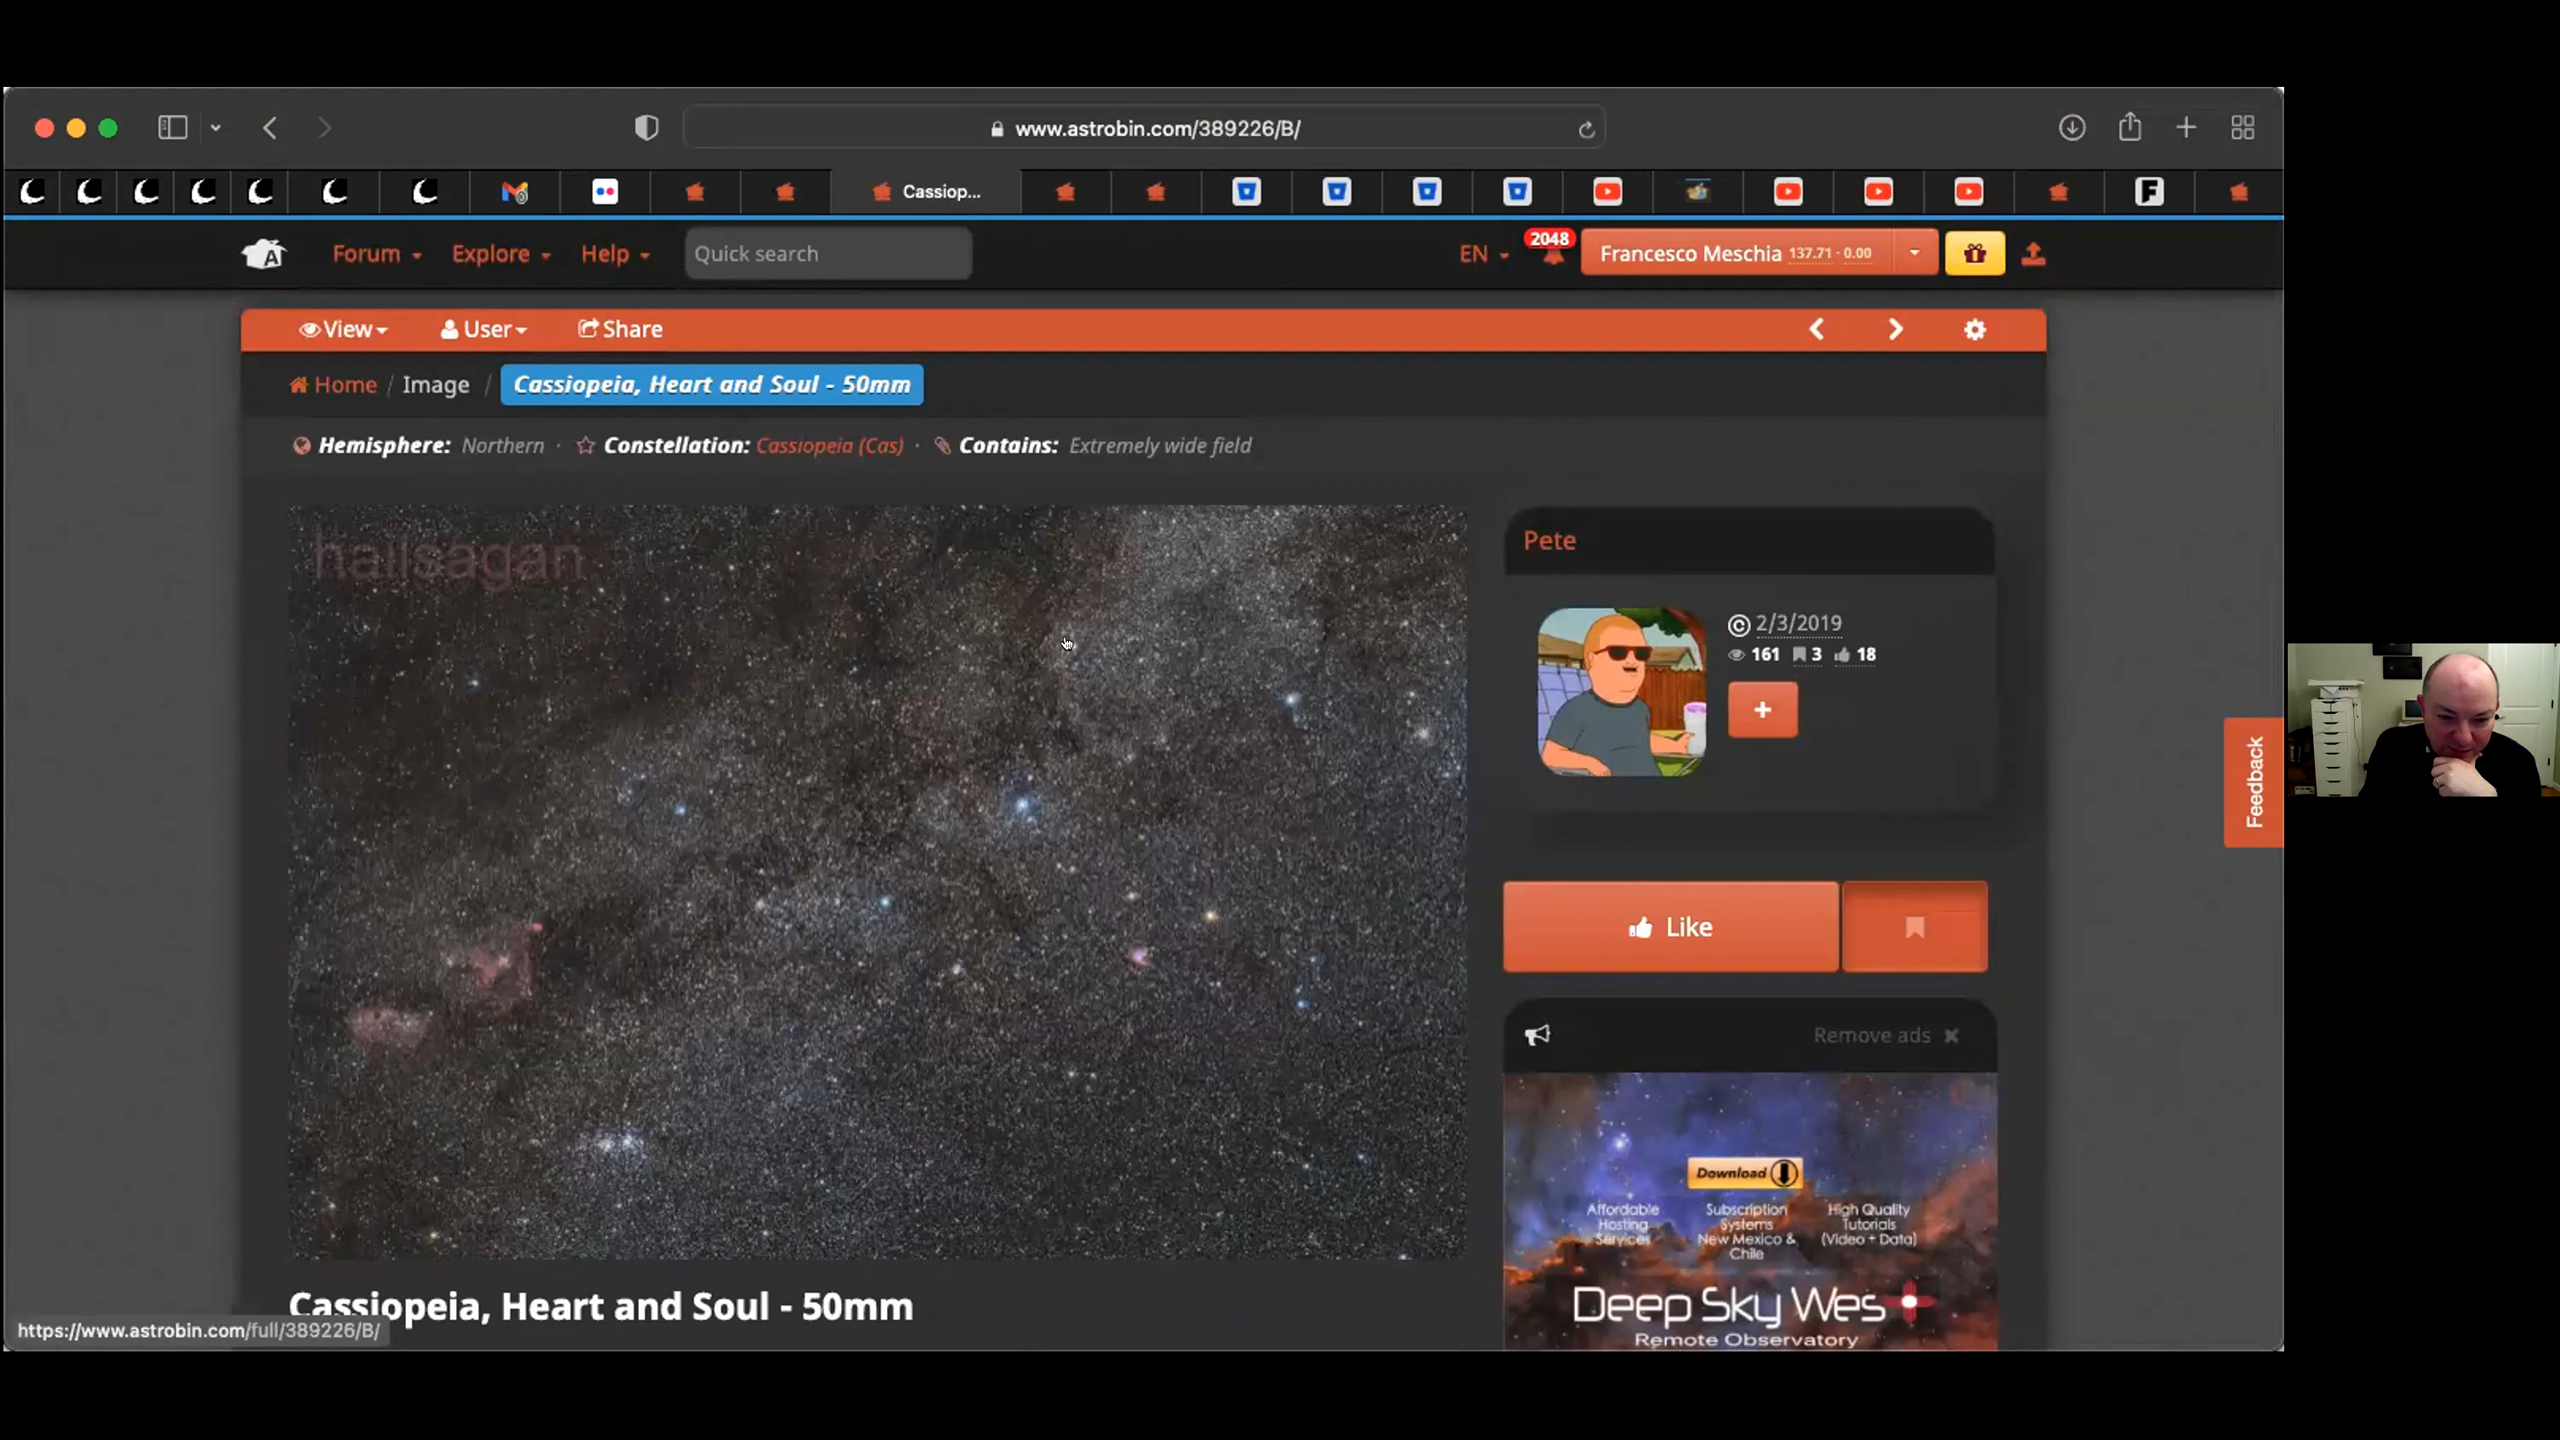 www.astrobin.com/389226/B/
Cassiop...
Forum Explore Help Quick search EN 2048 Francesco Meschia 137.71 · 0.00
View User Share
Home / Image / Cassiopeia, Heart and Soul - 50mm
Hemisphere: Northern · Constellation: Cassiopeia (Cas) · Contains: Extremely wide field
hailsagan
Pete
© 2/3/2019
161 3 18
+
Feedback
Like
Remove ads
Download
Affordable Hosting Services
Subscription Systems New Mexico & Chile
High Quality Tutorials (Video + Data)
Deep Sky Wes
Remote Observatory
Cassiopeia, Heart and Soul - 50mm
https://www.astrobin.com/full/389226/B/